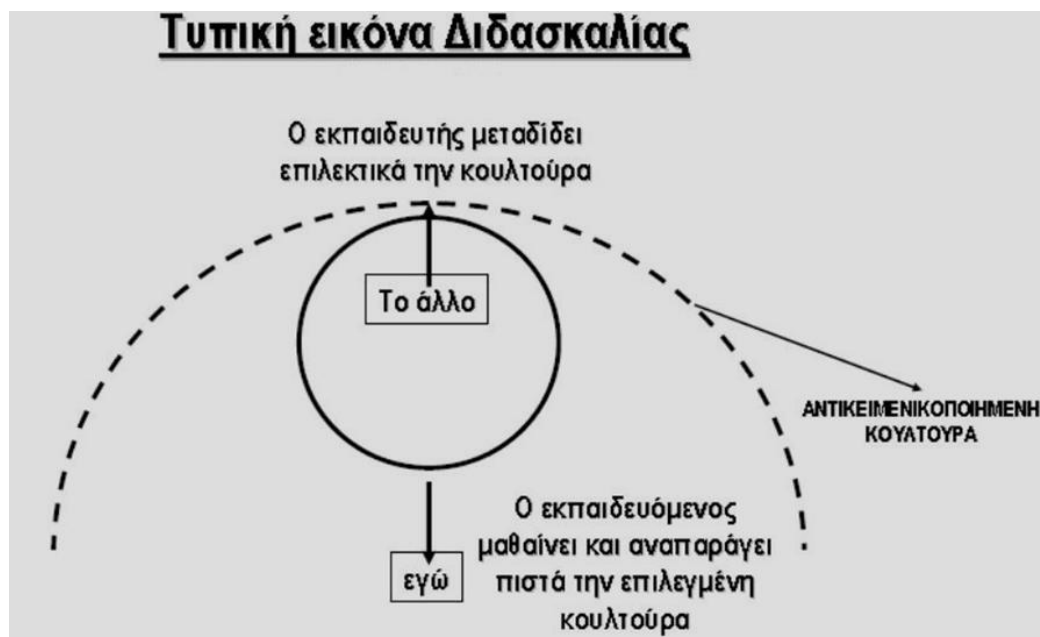 Τυπική εικόνα Διδασκαλίας
Ο εκπαιδευτής μεταδίδει
επιλεκτικά την κουλτούρα
Το άλλο
ΑΝΤΙΚΕΙΜΕΝΙΚΟΠΟΙΗΜΕΝΗ
ΚΟΥΛΤΟΥΡΑ
Ο εκπαιδευόμενος
μαθαίνει και αναπαράγει
πιστά την επιλεγμένη
κουλτούρα
εγώ